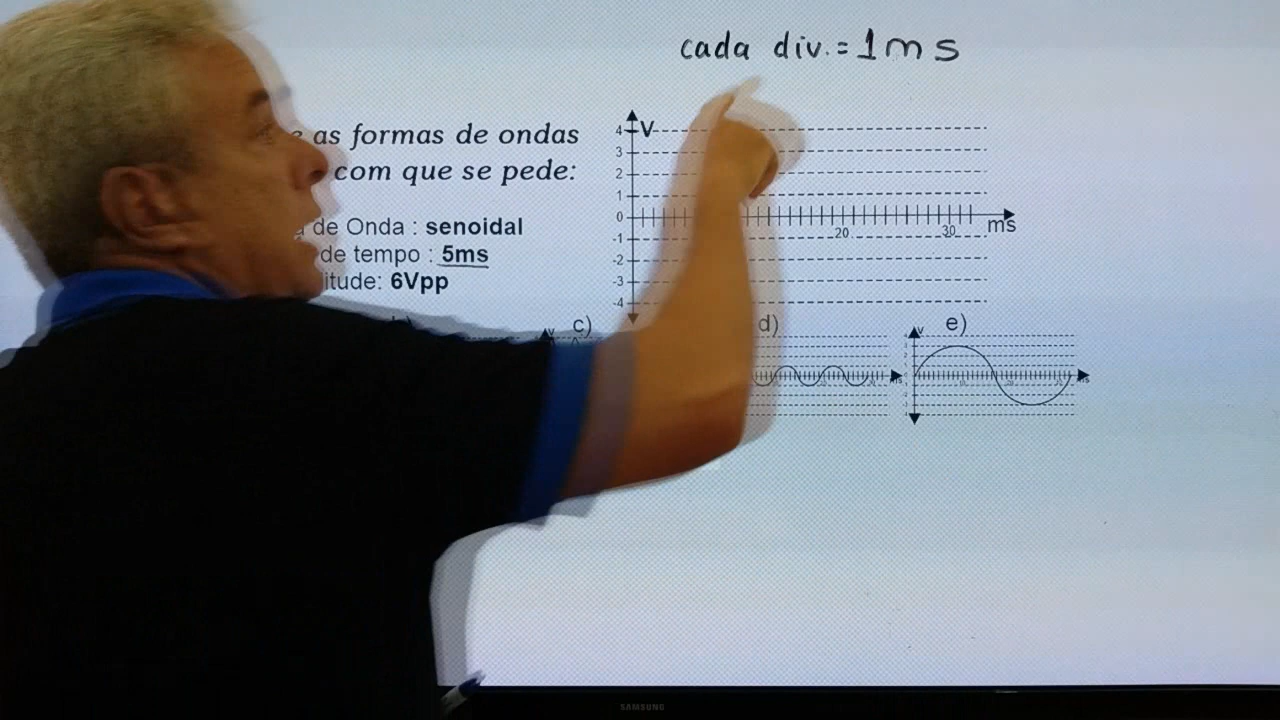 cada div. = 1ms
as formas de ondas
com que se pede:
de Onda : senoidal
de tempo : 5ms
6Vpp
4 V
3
2
1
0
-1
-2
-3
-4
20
30
ms
c)
d)
e)
v
SAMSUNG